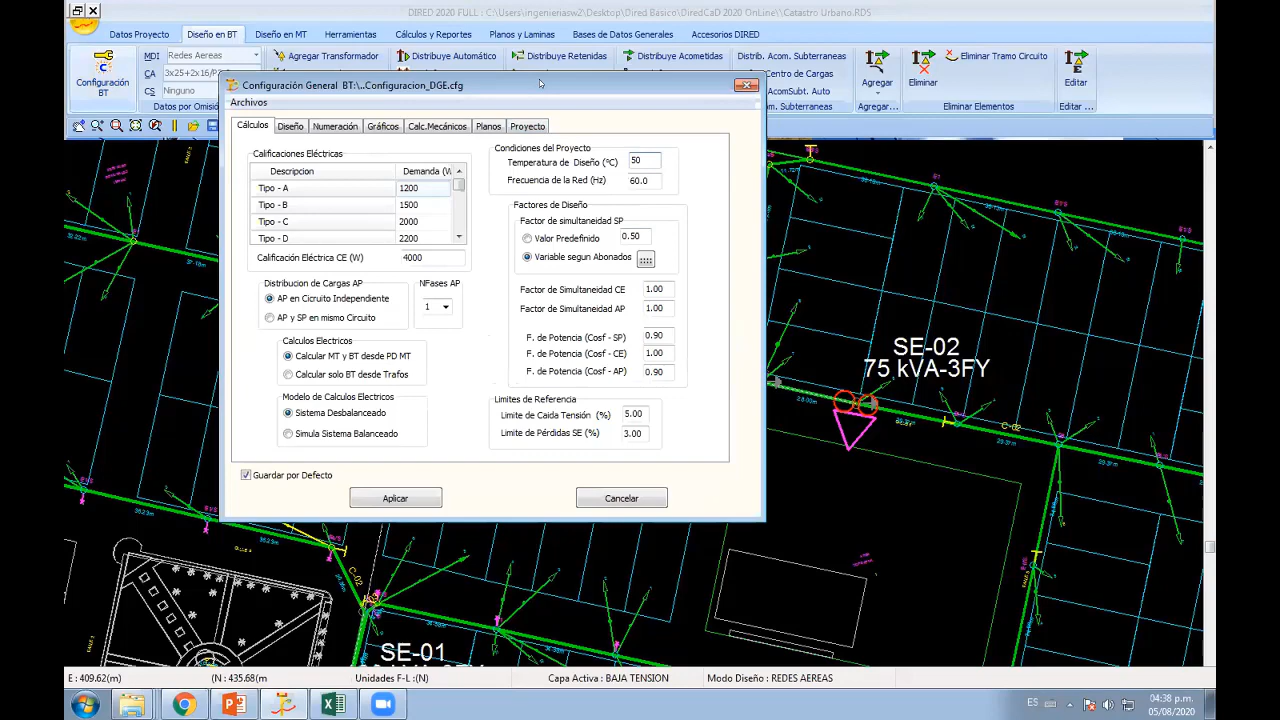 DIRED 2020 FULL : C:\Users\ingenieriasw2\Desktop\Dired Basico\DiredCaD 2020 OnLine\\Catastro Urbano.RDS
Datos Proyecto Diseño en BT Diseño en MT Herramientas Cálculos y Reportes Planos y Laminas Bases de Datos Generales Accesorios DIRED
MDI Redes Aereas Agregar Transformador Distribuye Automático Distribuye Retenidas Distribuye Acometidas Distrib. Acom. Subterraneas Eliminar Tramo Circuito
CA 3x25+2x16/P
CS Ninguno
Configuración BT
Datos por Omisi
Centro de Cargas
AcomSubt. Auto
m. Subterraneas
Agregar
Agregar...
Eliminar
Eliminar Elementos
Editar
Editar ...
Configuración General BT:\..Configuracion_DGE.cfg
Archivos
Cálculos Diseño Numeración Gráficos Calc.Mecánicos Planos Proyecto
Calificaciones Eléctricas
Descripcion Demanda (W
Tipo - A 1200
Tipo - B 1500
Tipo - C 2000
Tipo - D 2200
Calificación Eléctrica CE (W) 4000
Distribucion de Cargas AP
AP en Circuito Independiente
AP y SP en mismo Circuito
NFases AP
1
Calculos Electricos
Calcular MT y BT desde PD MT
Calcular solo BT desde Trafos
Modelo de Calculos Electricos
Sistema Desbalanceado
Simula Sistema Balanceado
Condiciones del Proyecto
Temperatura de Diseño (ºC) 50
Frecuencia de la Red (Hz) 60.0
Factores de Diseño
Factor de simultaneidad SP
Valor Predefinido 0.50
Variable segun Abonados
Factor de Simultaneidad CE 1.00
Factor de Simultaneidad AP 1.00
F. de Potencia (Cosf - SP) 0.90
F. de Potencia (Cosf - CE) 1.00
F. de Potencia (Cosf - AP) 0.90
Limites de Referencia
Limite de Caida Tensión (%) 5.00
Limite de Pérdidas SE (%) 3.00
Guardar por Defecto
Aplicar Cancelar
SE-02
75 kVA-3FY
C-02
C-02
SE-01
E: 409.62(m) (N : 435.68(m) Unidades F-L :(N) Capa Activa : BAJA TENSION Modo Diseño : REDES AEREAS
ES
04:38 p.m.
05/08/2020